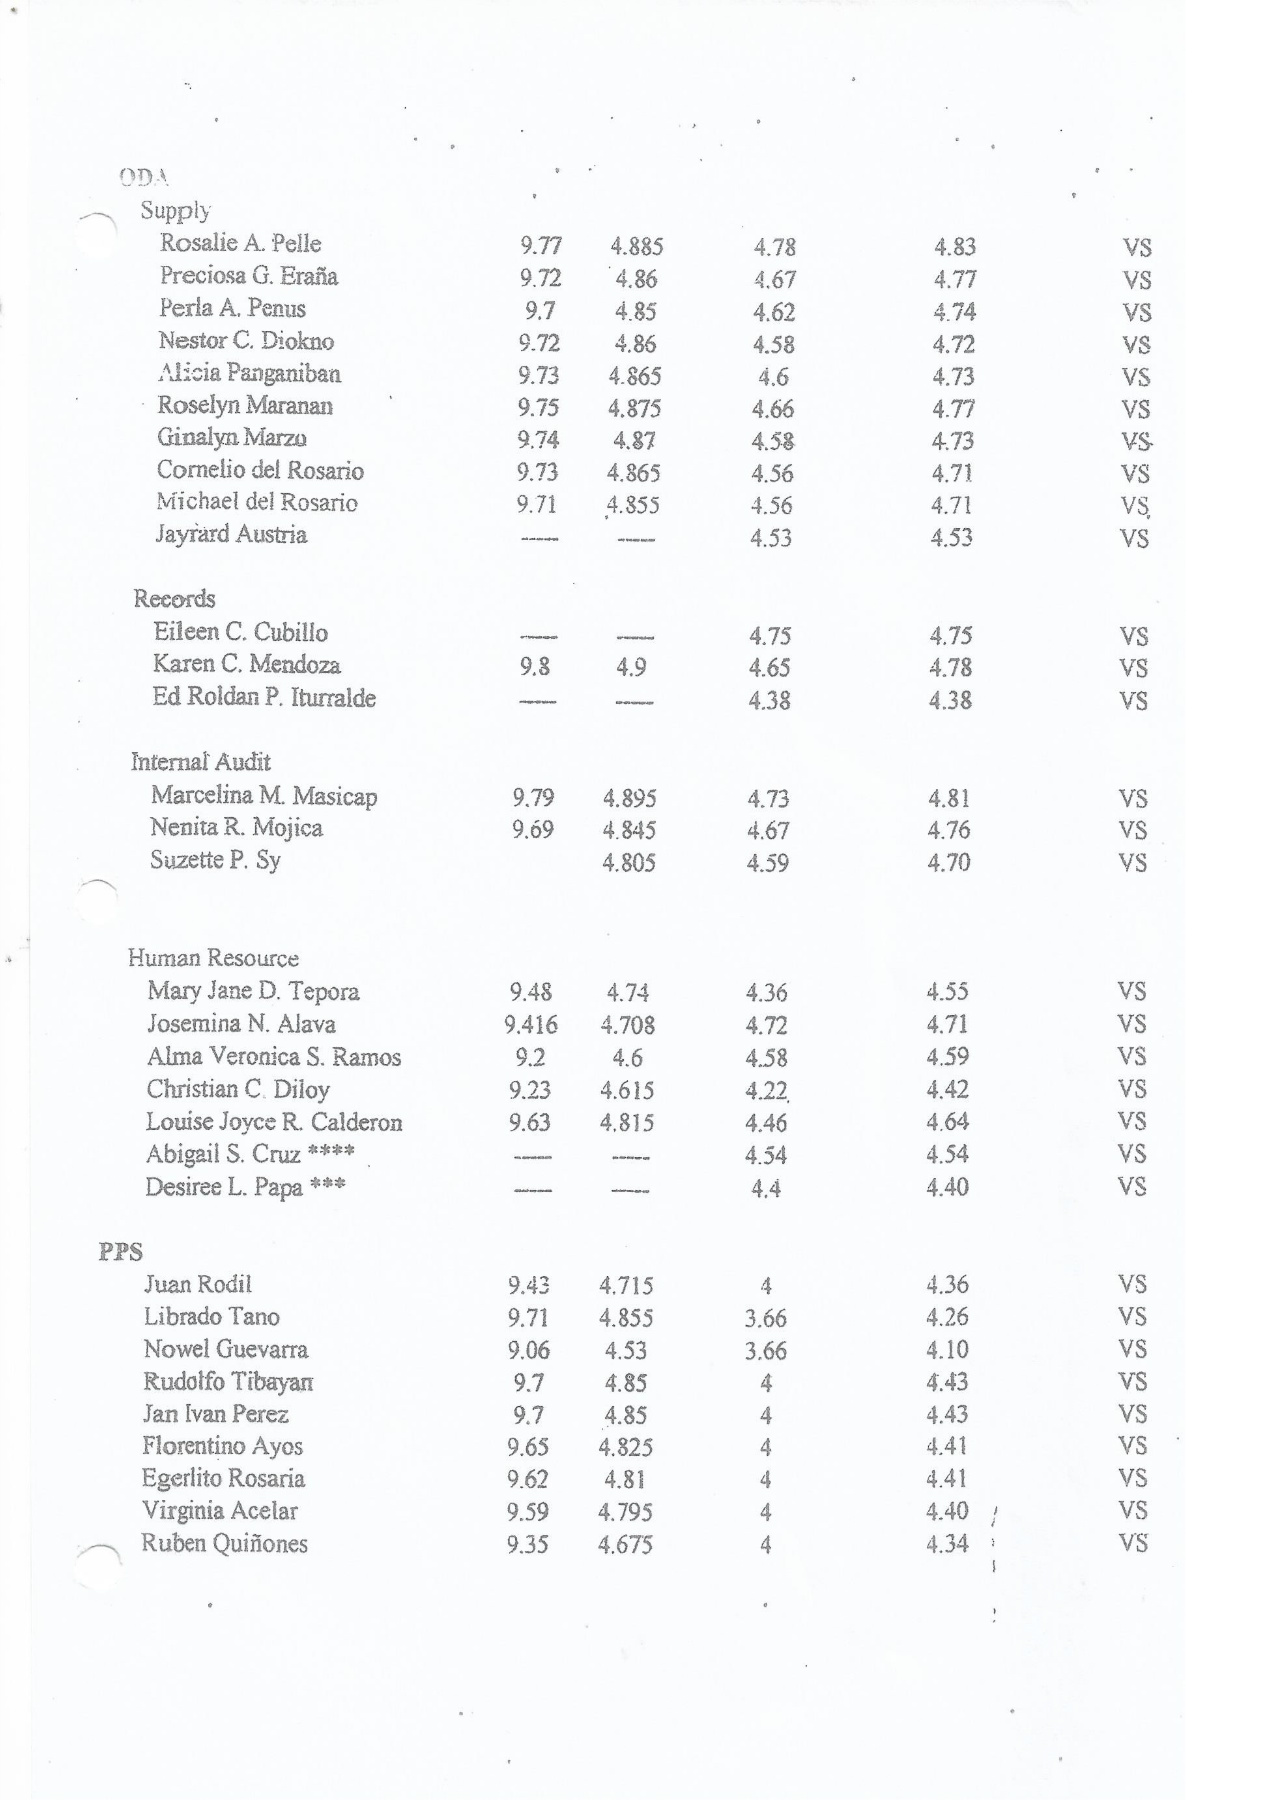 ODA
Supply
Rosalie A. Pelle 9.77 4.885 4.78 4.83 VS
Preciosa G. Eraña 9.72 4.86 4.67 4.77 VS
Perla A. Penus 9.7 4.85 4.62 4.74 VS
Nestor C. Diokno 9.72 4.86 4.58 4.72 VS
Alicia Panganiban 9.73 4.865 4.6 4.73 VS
Roselyn Maranan 9.75 4.875 4.66 4.77 VS
Ginalyn Marzo 9.74 4.87 4.58 4.73 VS
Cornelio del Rosario 9.73 4.865 4.56 4.71 VS
Michael del Rosario 9.71 4.855 4.56 4.71 VS
Jayrard Austria ---- ---- 4.53 4.53 VS
Records
Eileen C. Cubillo ---- ---- 4.75 4.75 VS
Karen C. Mendoza 9.8 4.9 4.65 4.78 VS
Ed Roldan P. Iturralde ---- ---- 4.38 4.38 VS
Internal Audit
Marcelina M. Masicap 9.79 4.895 4.73 4.81 VS
Nenita R. Mojica 9.69 4.845 4.67 4.76 VS
Suzette P. Sy 4.805 4.59 4.70 VS
Human Resource
Mary Jane D. Tepora 9.48 4.74 4.36 4.55 VS
Josemina N. Alava 9.416 4.708 4.72 4.71 VS
Alma Veronica S. Ramos 9.2 4.6 4.58 4.59 VS
Christian C. Diloy 9.23 4.615 4.22 4.42 VS
Louise Joyce R. Calderon 9.63 4.815 4.46 4.64 VS
Abigail S. Cruz **** ---- ---- 4.54 4.54 VS
Desiree L. Papa *** ---- ---- 4.4 4.40 VS
PPS
Juan Rodil 9.43 4.715 4 4.36 VS
Librado Tano 9.71 4.855 3.66 4.26 VS
Nowel Guevarra 9.06 4.53 3.66 4.10 VS
Rudolfo Tibayan 9.7 4.85 4 4.43 VS
Jan Ivan Perez 9.7 4.85 4 4.43 VS
Florentino Ayos 9.65 4.825 4 4.41 VS
Egerlito Rosaria 9.62 4.81 4 4.41 VS
Virginia Acelar 9.59 4.795 4 4.40 VS
Ruben Quiñones 9.35 4.675 4 4.34 VS